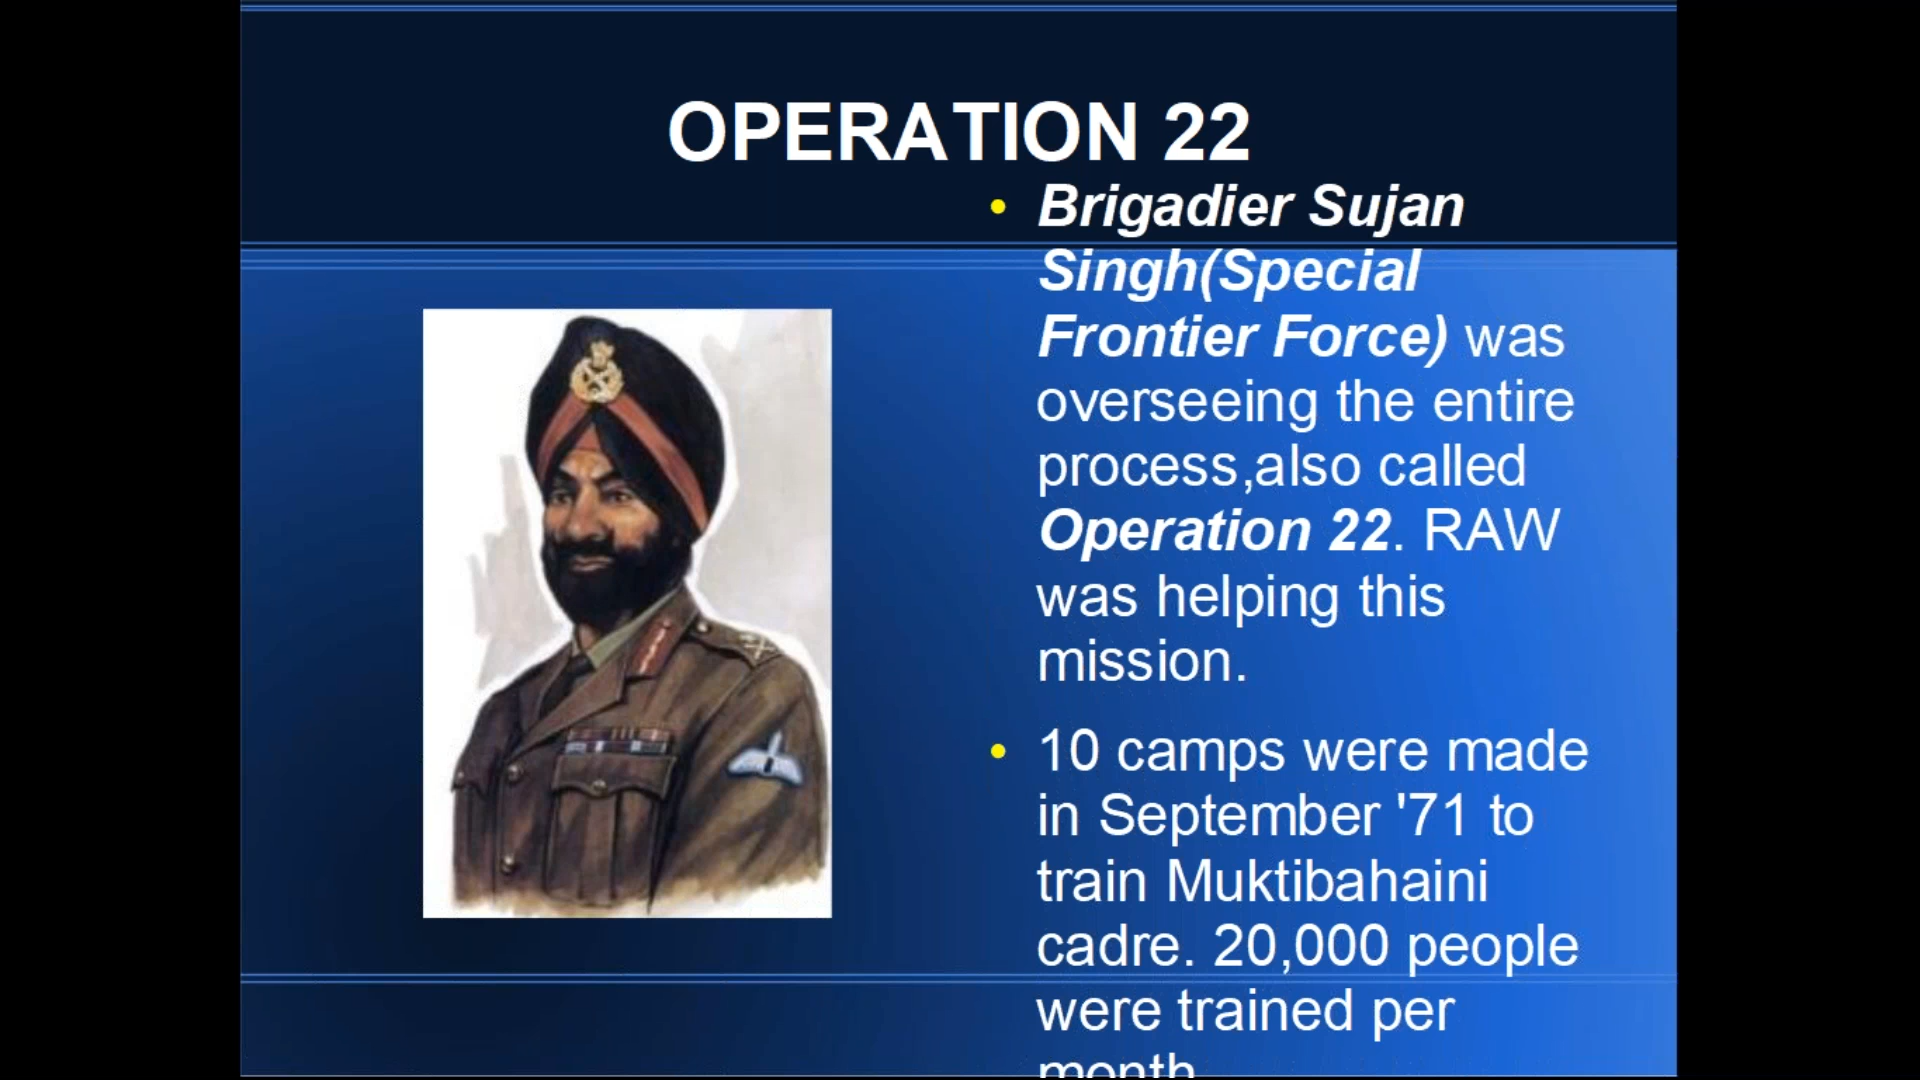 OPERATION 22
• Brigadier Sujan
Singh(Special
Frontier Force) was
overseeing the entire
process,also called
Operation 22. RAW
was helping this
mission.
• 10 camps were made
in September '71 to
train Muktibahaini
cadre. 20,000 people
were trained per
month